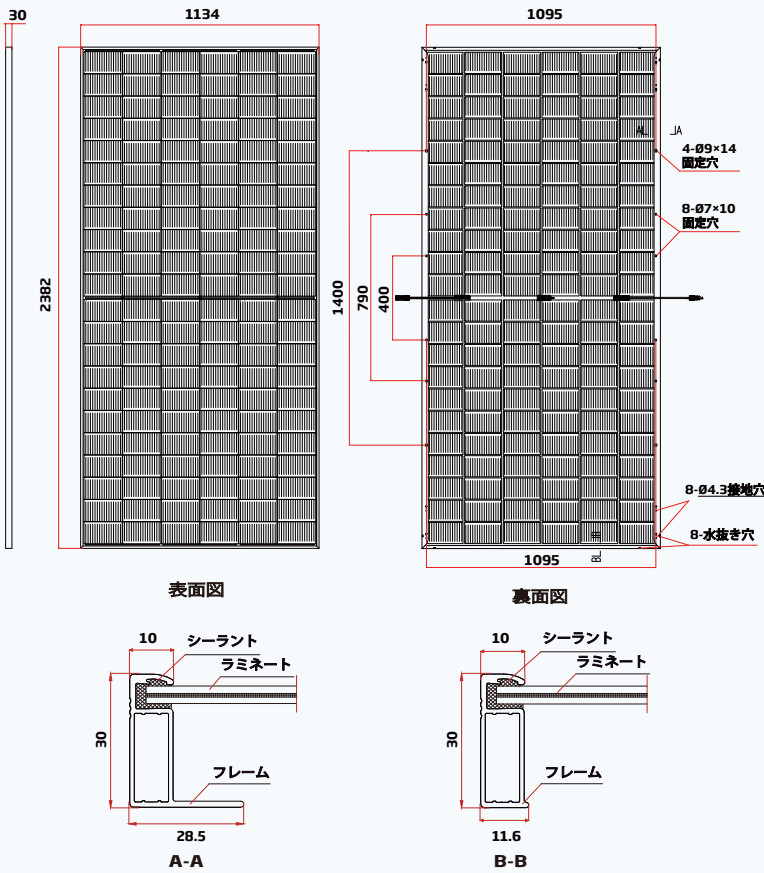 30
1134
1095
2382
1400
790
400
A
A
4-Ø9×14
固定穴
8-Ø7×10
固定穴
8-Ø4.3接地穴
8-水抜き穴
B
B
1095
表面図
裏面図
10
シーラント
ラミネート
30
フレーム
28.5
A-A
10
シーラント
ラミネート
30
フレーム
11.6
B-B